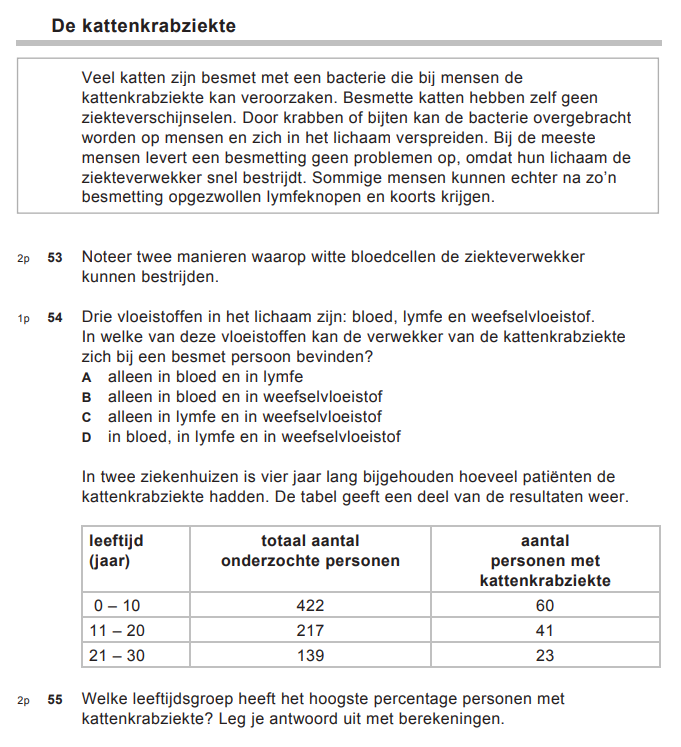 De kattenkrabziekte
Veel katten zijn besmet met een bacterie die bij mensen de
kattenkrabziekte kan veroorzaken. Besmette katten hebben zelf geen
ziekteverschijnselen. Door krabben of bijten kan de bacterie overgebracht
worden op mensen en zich in het lichaam verspreiden. Bij de meeste
mensen levert een besmetting geen problemen op, omdat hun lichaam de
ziekteverwekker snel bestrijdt. Sommige mensen kunnen echter na zo’n
besmetting opgezwollen lymfeknopen en koorts krijgen.
2p 53 Noteer twee manieren waarop witte bloedcellen de ziekteverwekker
kunnen bestrijden.
1p 54 Drie vloeistoffen in het lichaam zijn: bloed, lymfe en weefselvloeistof.
In welke van deze vloeistoffen kan de verwekker van de kattenkrabziekte
zich bij een besmet persoon bevinden?
A alleen in bloed en in lymfe
B alleen in bloed en in weefselvloeistof
C alleen in lymfe en in weefselvloeistof
D in bloed, in lymfe en in weefselvloeistof
In twee ziekenhuizen is vier jaar lang bijgehouden hoeveel patiënten de
kattenkrabziekte hadden. De tabel geeft een deel van de resultaten weer.
leeftijd totaal aantal aantal
(jaar) onderzochte personen personen met
kattenkrabziekte
0 – 10 422 60
11 – 20 217 41
21 – 30 139 23
2p 55 Welke leeftijdsgroep heeft het hoogste percentage personen met
kattenkrabziekte? Leg je antwoord uit met berekeningen.